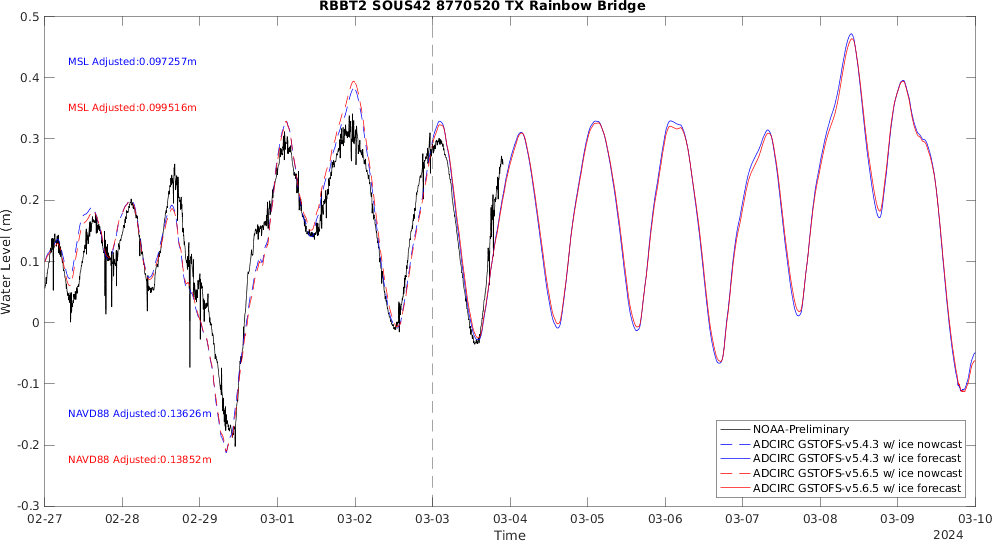 RBBT2 SOUS42 8770520 TX Rainbow Bridge
0.5
0.4
0.3
0.2
0.1
0
-0.1
-0.2
-0.3
Water Level (m)
MSL Adjusted:0.097257m
MSL Adjusted:0.099516m
NAVD88 Adjusted:0.13626m
NAVD88 Adjusted:0.13852m
NOAA-Preliminary
ADCIRC GSTOFS-v5.4.3 w/ ice nowcast
ADCIRC GSTOFS-v5.4.3 w/ ice forecast
ADCIRC GSTOFS-v5.6.5 w/ ice nowcast
ADCIRC GSTOFS-v5.6.5 w/ ice forecast
02-27 02-28 02-29 03-01 03-02 03-03 03-04 03-05 03-06 03-07 03-08 03-09 03-10
Time
2024